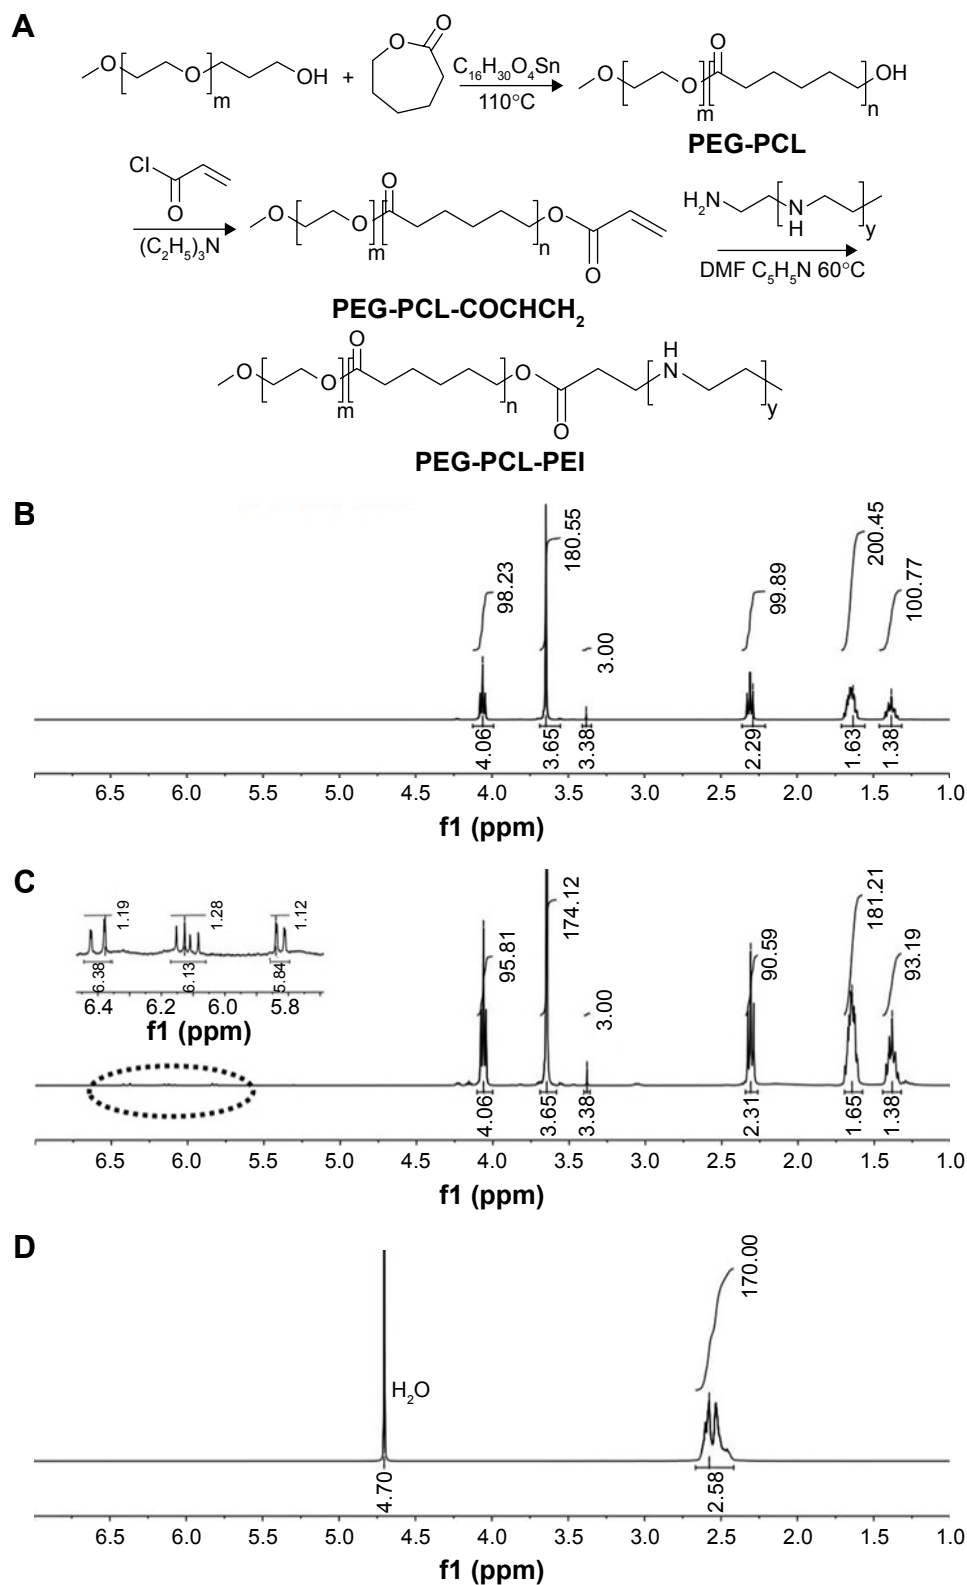 A
O
O
m
OH
+
O
O
C16H30O4Sn
110°C
O
O
m
O
OH
n
PEG-PCL
Cl
O
(C2H5)3N
O
O
m
O
n
O
O
PEG-PCL-COCHCH2
H2N
N
H
y
DMF C5H5N 60°C
O
O
m
O
n
O
O
H
N
y
PEG-PCL-PEI
B
98.23
180.55
3.00
99.89
200.45
100.77
4.06
3.65
3.38
2.29
1.63
1.38
6.5 6.0 5.5 5.0 4.5 4.0 3.5 3.0 2.5 2.0 1.5 1.0
f1 (ppm)
C
1.19
1.28
1.12
6.38
6.13
5.84
6.4 6.2 6.0 5.8
f1 (ppm)
95.81
174.12
3.00
90.59
181.21
93.19
4.06
3.65
3.38
2.31
1.65
1.38
6.5 6.0 5.5 5.0 4.5 4.0 3.5 3.0 2.5 2.0 1.5 1.0
f1 (ppm)
D
170.00
H2O
4.70
2.58
6.5 6.0 5.5 5.0 4.5 4.0 3.5 3.0 2.5 2.0 1.5 1.0
f1 (ppm)